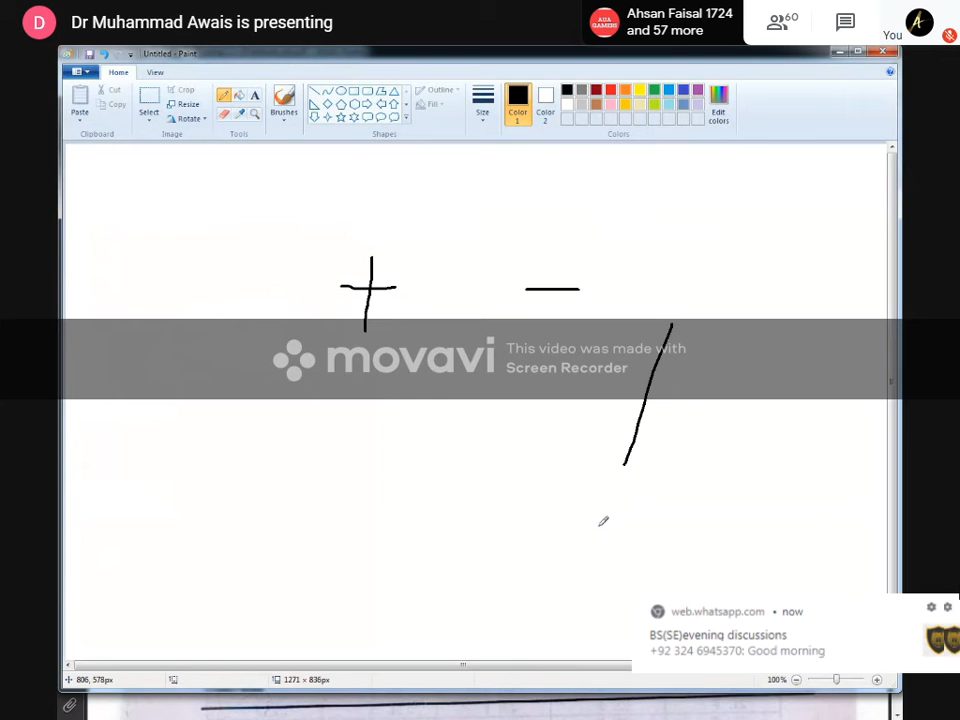 D Dr Muhammad Awais is presenting
AHA GAMERS
Ahsan Faisal 1724
and 57 more
60
You
A
Untitled - Paint
Home View
Paste
Cut
Copy
Clipboard
Select
Crop
Resize
Rotate
Image
A
Tools
Brushes
Outline
Fill
Shapes
Size
Color
1
Color
2
Edit
colors
Colors
+ −
/
movavi
This video was made with
Screen Recorder
web.whatsapp.com • now
BS(SE)evening discussions
+92 324 6945370: Good morning
806, 578px
1271 × 836px
100%